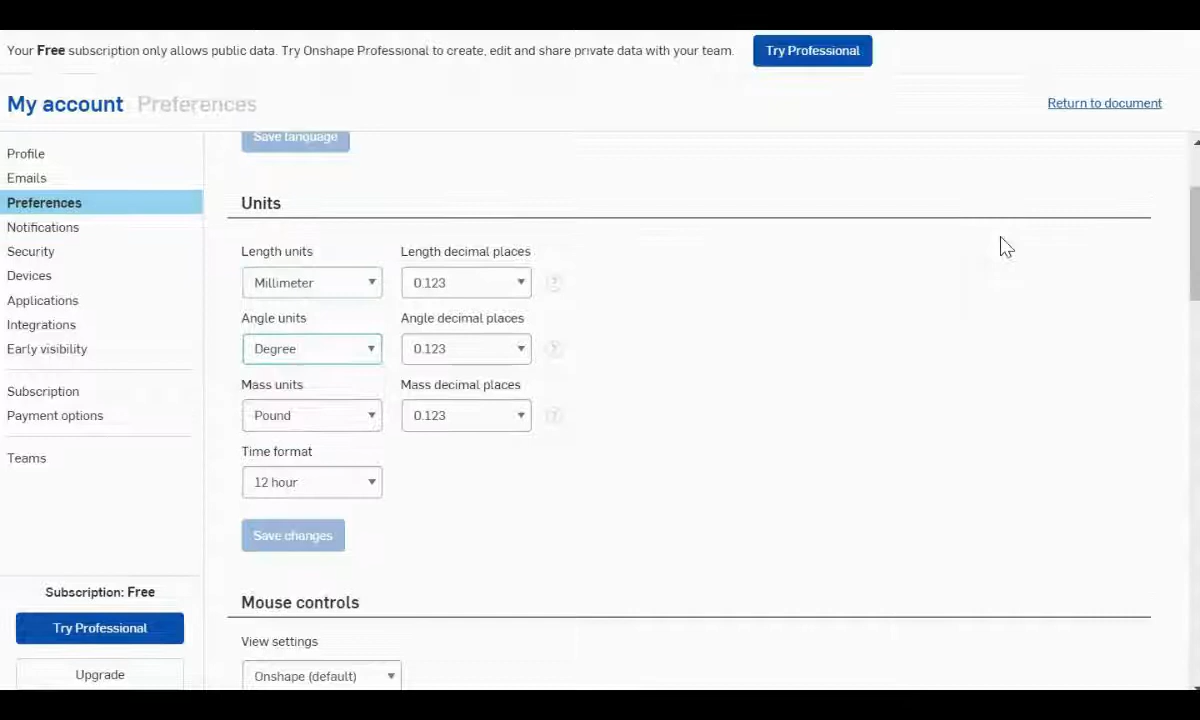 Your Free subscription only allows public data. Try Onshape Professional to create, edit and share private data with your team.
Try Professional
My account Preferences
Return to document
Profile
Emails
Preferences
Notifications
Security
Devices
Applications
Integrations
Early visibility
Subscription
Payment options
Teams
Subscription: Free
Try Professional
Upgrade
Save language
Units
Length units Length decimal places
Millimeter 0.123 ?
Angle units Angle decimal places
Degree 0.123 ?
Mass units Mass decimal places
Pound 0.123 ?
Time format
12 hour
Save changes
Mouse controls
View settings
Onshape (default)